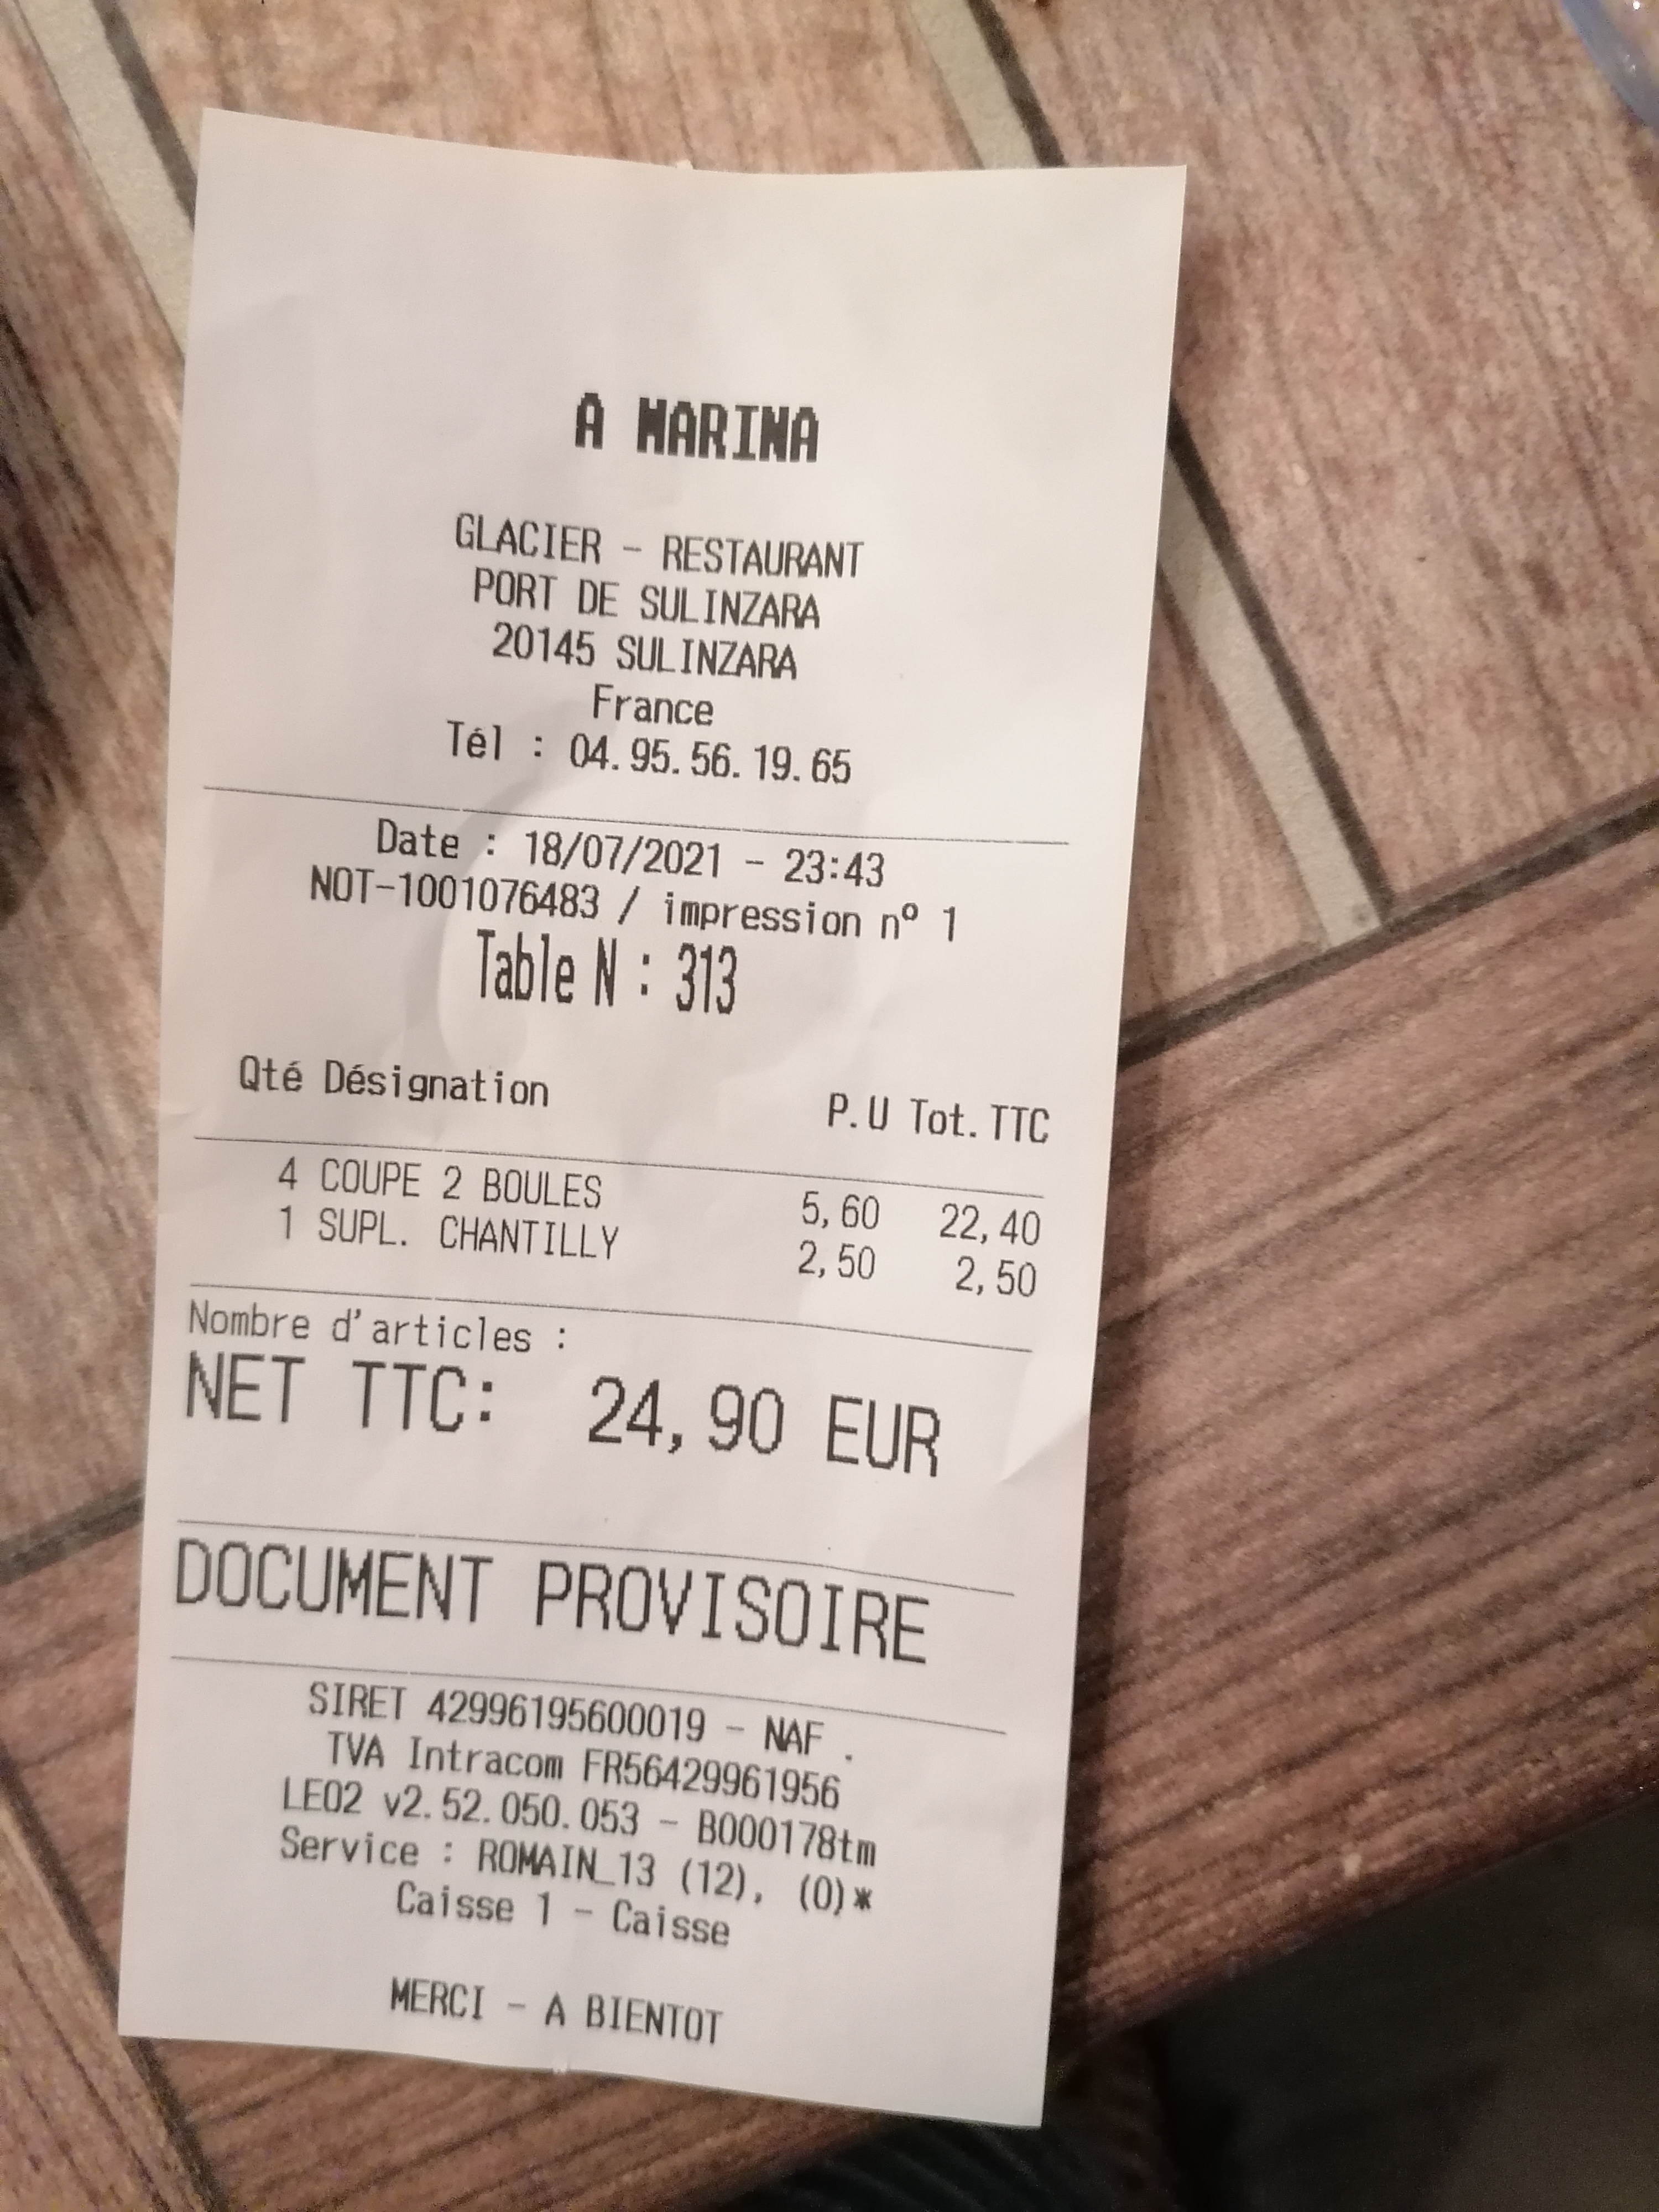 A MARINA
GLACIER - RESTAURANT
PORT DE SULINZARA
20145 SULINZARA
France
Tél : 04.95.56.19.65
Date : 18/07/2021 - 23:43
NOT-1001076483 / impression nº 1
Table N : 313
Qté Désignation P.U Tot.TTC
4 COUPE 2 BOULES 5,60 22,40
1 SUPL. CHANTILLY 2,50 2,50
Nombre d'articles :
NET TTC: 24,90 EUR
DOCUMENT PROVISOIRE
SIRET 42996195600019 - NAF .
TVA Intracom FR56429961956
LEO2 v2.52.050.053 - B000178tm
Service : ROMAIN_13 (12), (0)*
Caisse 1 - Caisse
MERCI - A BIENTOT